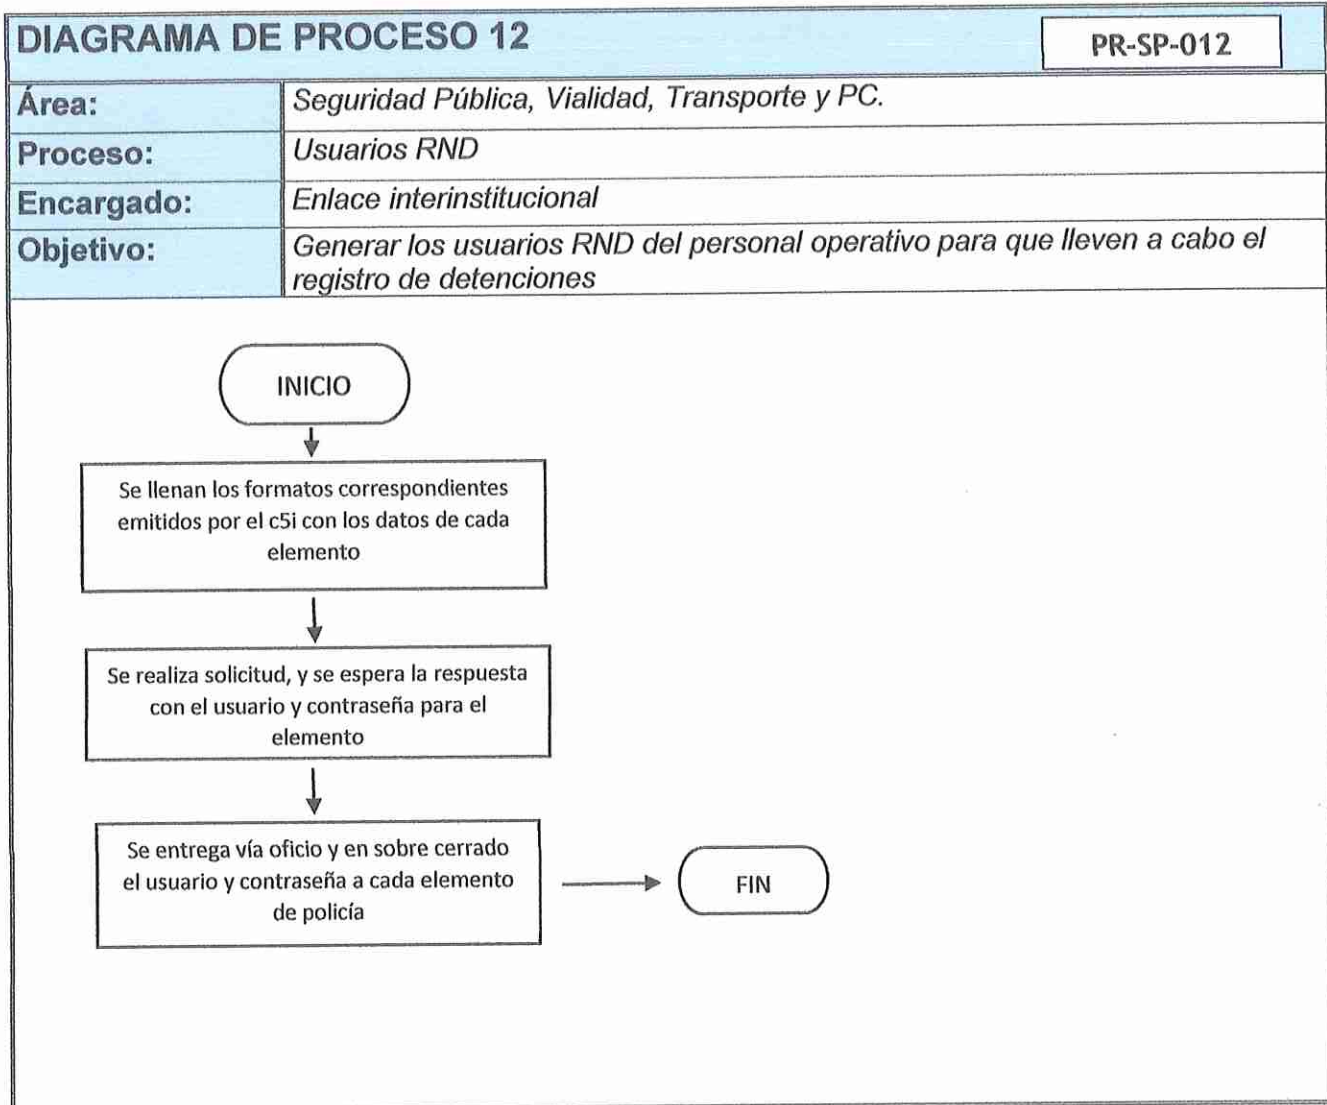 DIAGRAMA DE PROCESO 12
PR-SP-012
Área:
Seguridad Pública, Vialidad, Transporte y PC.
Proceso:
Usuarios RND
Encargado:
Enlace interinstitucional
Objetivo:
Generar los usuarios RND del personal operativo para que lleven a cabo el
registro de detenciones
INICIO
Se llenan los formatos correspondientes
emitidos por el c5i con los datos de cada
elemento
Se realiza solicitud, y se espera la respuesta
con el usuario y contraseña para el
elemento
Se entrega vía oficio y en sobre cerrado
el usuario y contraseña a cada elemento
de policía
FIN